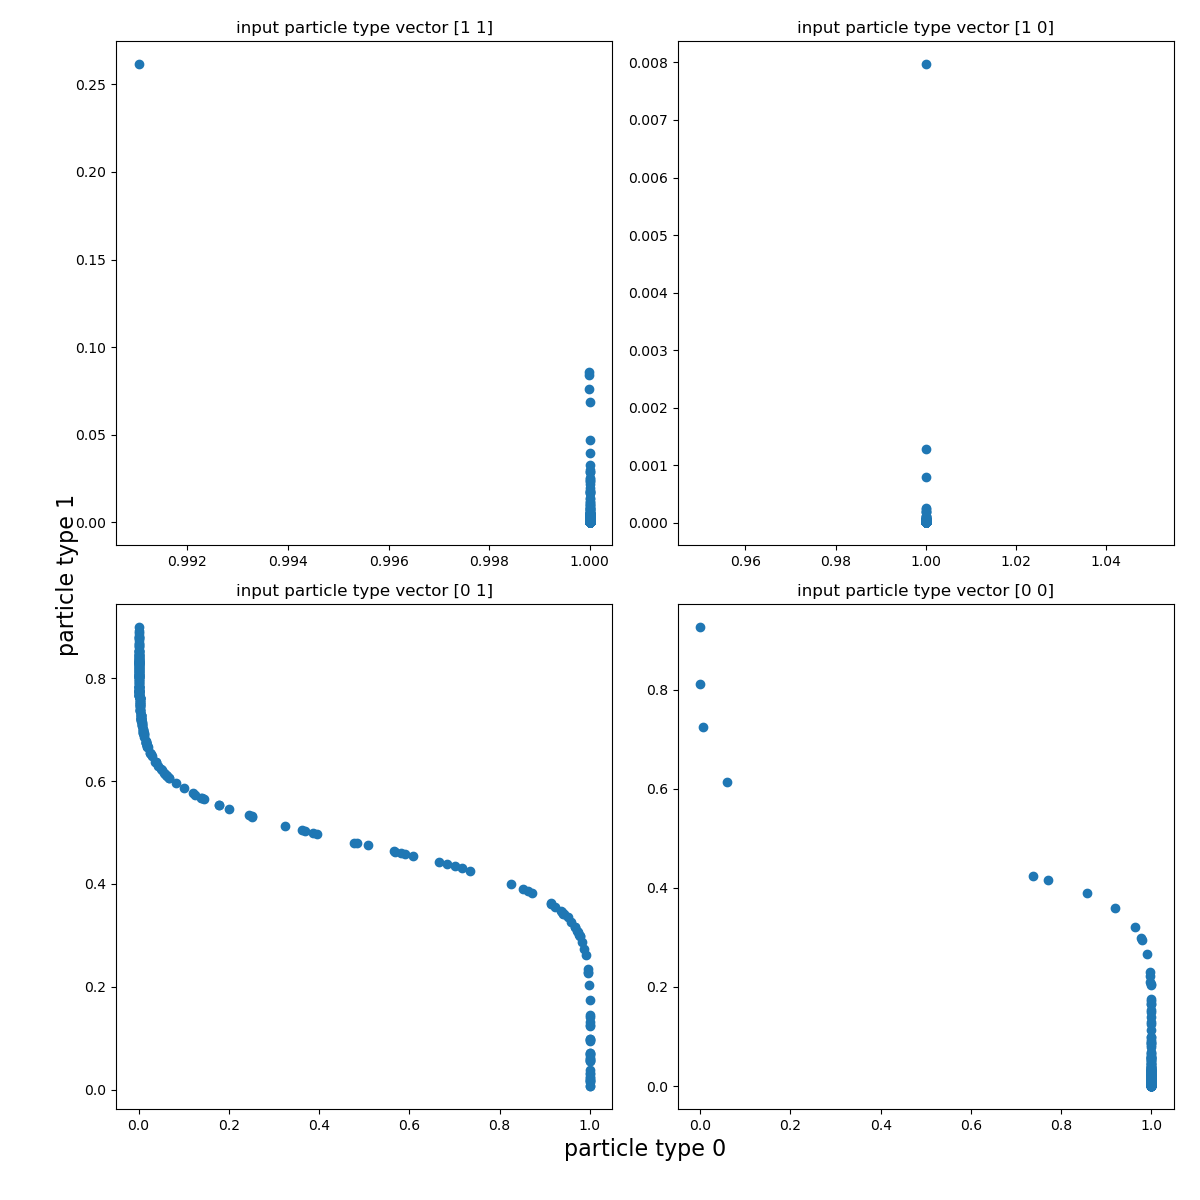 input particle type vector [1 1]
0.25
0.20
0.15
0.10
0.05
0.00
0.992 0.994 0.996 0.998 1.000
input particle type vector [1 0]
0.008
0.007
0.006
0.005
0.004
0.003
0.002
0.001
0.000
0.96 0.98 1.00 1.02 1.04
particle type 1
input particle type vector [0 1]
0.8
0.6
0.4
0.2
0.0
0.0 0.2 0.4 0.6 0.8 1.0
input particle type vector [0 0]
0.8
0.6
0.4
0.2
0.0
0.0 0.2 0.4 0.6 0.8 1.0
particle type 0